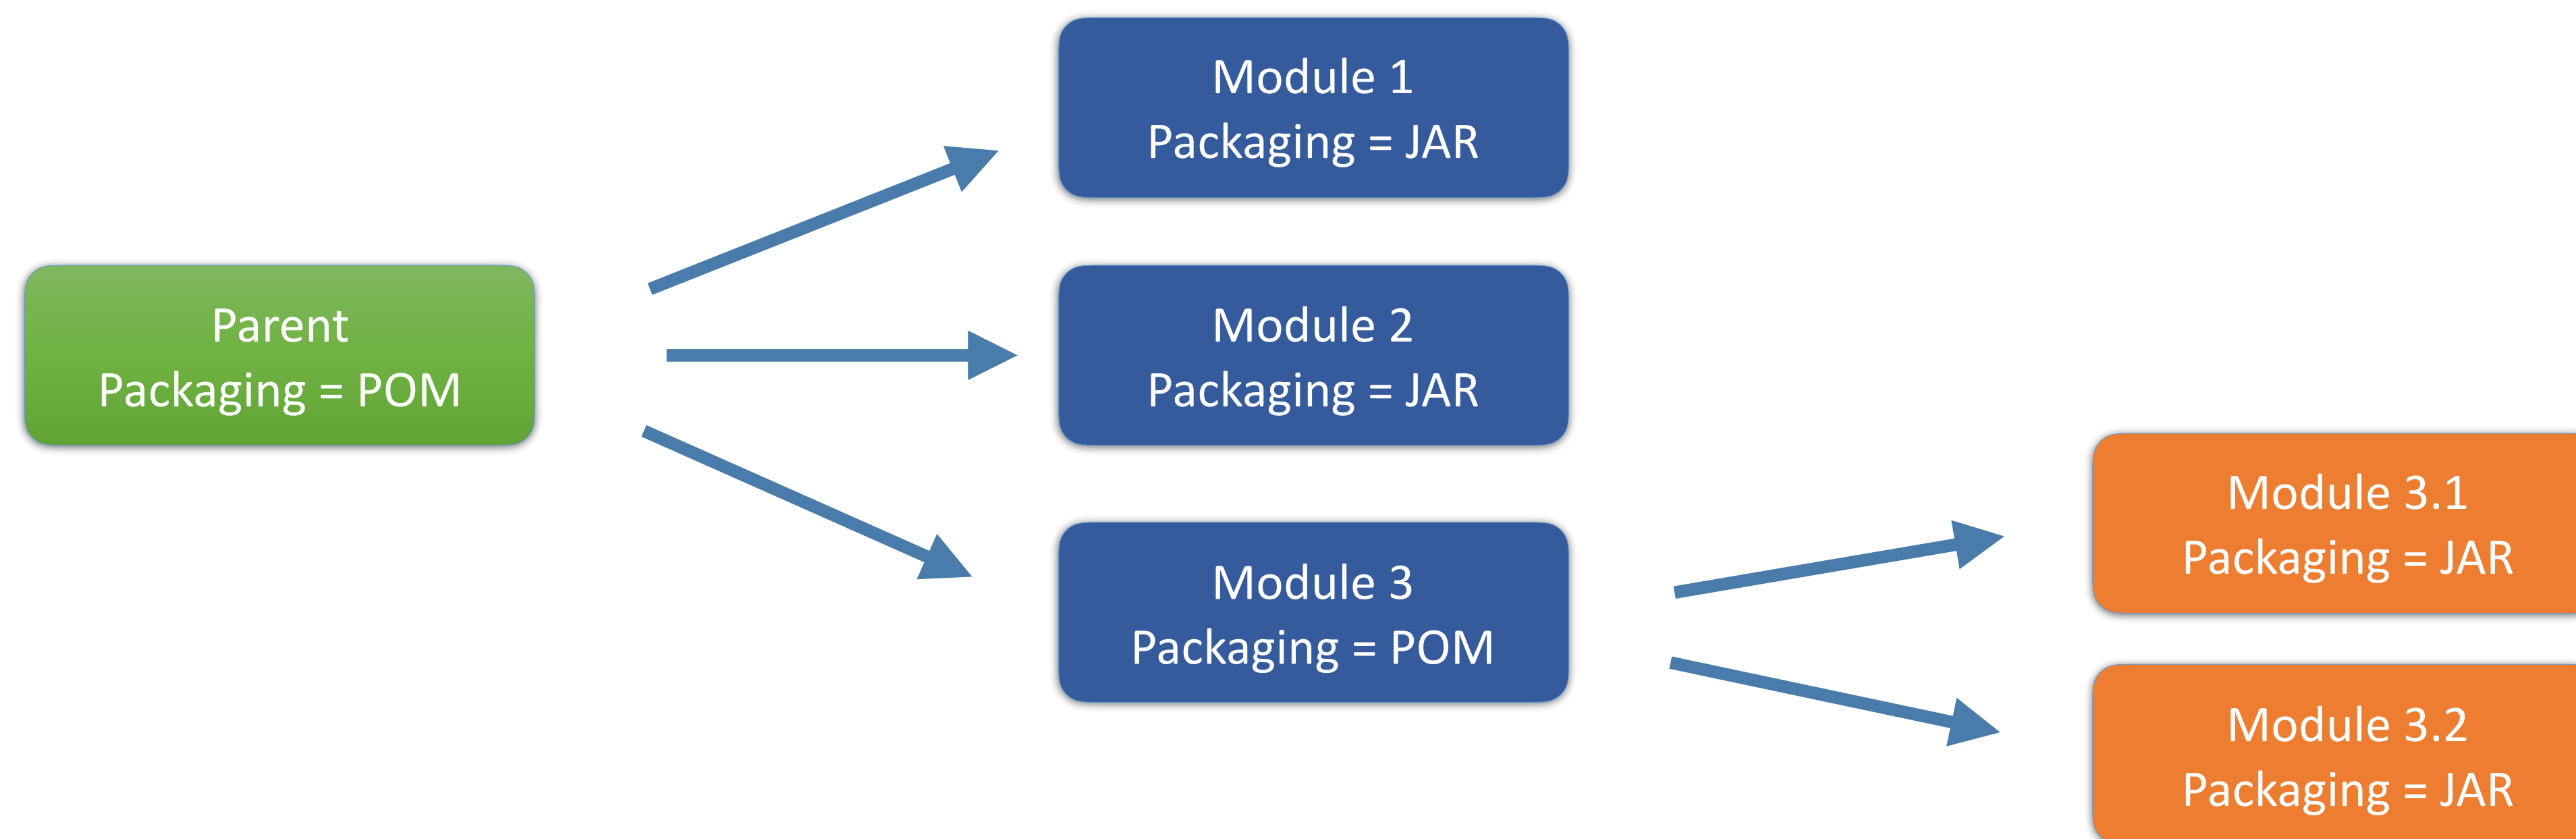 Parent
Packaging = POM
Module 1
Packaging = JAR
Module 2
Packaging = JAR
Module 3
Packaging = POM
Module 3.1
Packaging = JAR
Module 3.2
Packaging = JAR